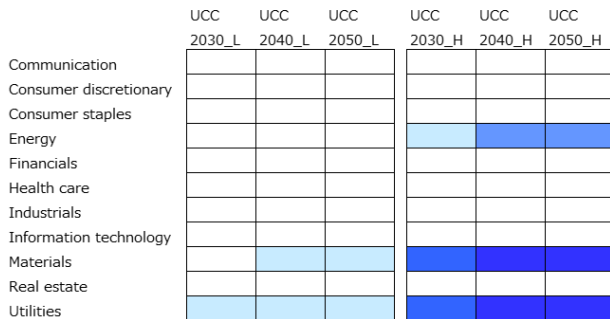 UCC UCC UCC UCC UCC UCC
2030_L 2040_L 2050_L 2030_H 2040_H 2050_H
Communication
Consumer discretionary
Consumer staples
Energy
Financials
Health care
Industrials
Information technology
Materials
Real estate
Utilities